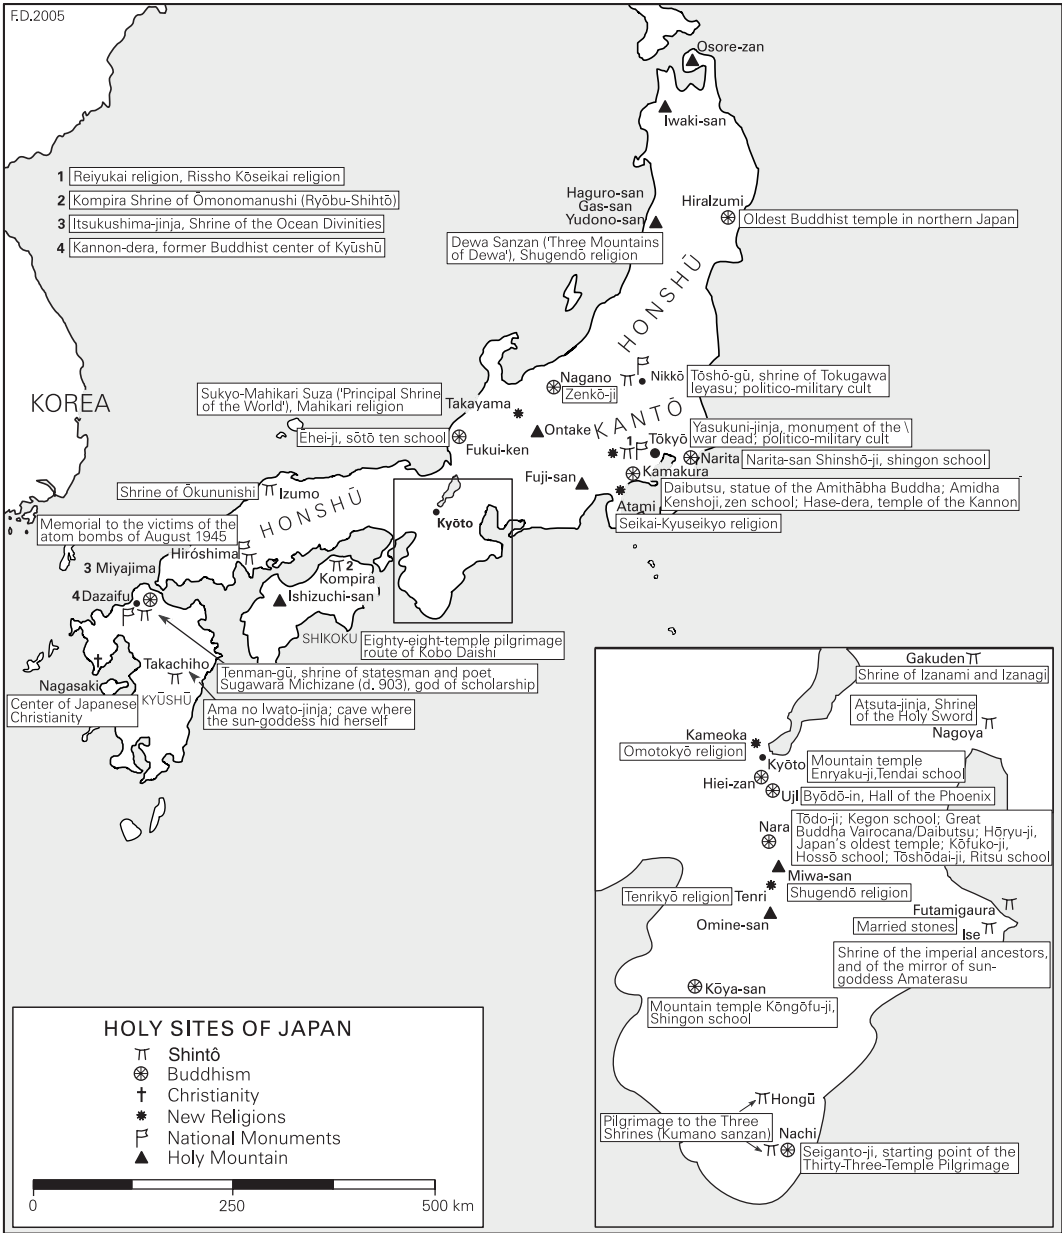 F.D.2005
Osore-zan
Iwaki-san
1 Reiyukai religion, Rissho Kōseikai religion
2 Kompira Shrine of Ōmonomanushi (Ryōbu-Shihtō)
3 Itsukushima-jinja, Shrine of the Ocean Divinities
4 Kannon-dera, former Buddhist center of Kyūshū
Haguro-san
Gas-san
Yudono-san
HiraIzumi
Oldest Buddhist temple in northern Japan
Dewa Sanzan ('Three Mountains
of Dewa'), Shugendō religion
HONSHŪ
KOREA
Nagano
Zenkō-ji
Nikkō
Tōshō-gū, shrine of Tokugawa
Ieyasu; politico-military cult
Sukyo-Mahikari Suza ('Principal Shrine
of the World'), Mahikari religion
Takayama
KANTŌ
Ehei-ji, sōtō ten school
Fukui-ken
Ontake
1
Tōkyō
Yasukuni-jinja, monument of the \
war dead; politico-military cult
Narita
Narita-san Shinshō-ji, shingon school
Kamakura
Daibutsu, statue of the Amithābha Buddha; Amidha
Kenshoji, zen school; Hase-dera, temple of the Kannon
Fuji-san
Atami
Seikai-Kyuseikyo religion
Shrine of Ōkununishi
Izumo
HONSHŪ
Kyōto
Memorial to the victims of the
atom bombs of August 1945
Hiróshima
3 Miyajima
2
Kompira
4 Dazaifu
Ishizuchi-san
SHIKOKU
Eighty-eight-temple pilgrimage
route of Kobo Daishi
Takachiho
Tenman-gū, shrine of statesman and poet
Sugawara Michizane (d. 903), god of scholarship
Nagasaki
KYŪSHŪ
Center of Japanese
Christianity
Ama no Iwato-jinja; cave where
the sun-goddess hid herself
Gakuden
Shrine of Izanami and Izanagi
Atsuta-jinja, Shrine
of the Holy Sword
Nagoya
Kameoka
Omotokyō religion
Kyōto
Mountain temple
Enryaku-ji,Tendai school
Hiei-zan
UjI
Byōdō-in, Hall of the Phoenix
Nara
Tōdo-ji; Kegon school; Great
Buddha Vairocana/Daibutsu; Hōryu-ji,
Japan's oldest temple; Kōfuko-ji,
Hossō school; Tōshōdai-ji, Ritsu school
Miwa-san
Shugendō religion
Tenrikyō religion
Tenri
Omine-san
Futamigaura
Married stones
Ise
Shrine of the imperial ancestors,
and of the mirror of sun-
goddess Amaterasu
Kōya-san
Mountain temple Kōngōfu-ji,
Shingon school
Hongū
Pilgrimage to the Three
Shrines (Kumano sanzan)
Nachi
Seiganto-ji, starting point of the
Thirty-Three-Temple Pilgrimage
HOLY SITES OF JAPAN
Shintô
Buddhism
Christianity
New Religions
National Monuments
Holy Mountain
0 250 500 km